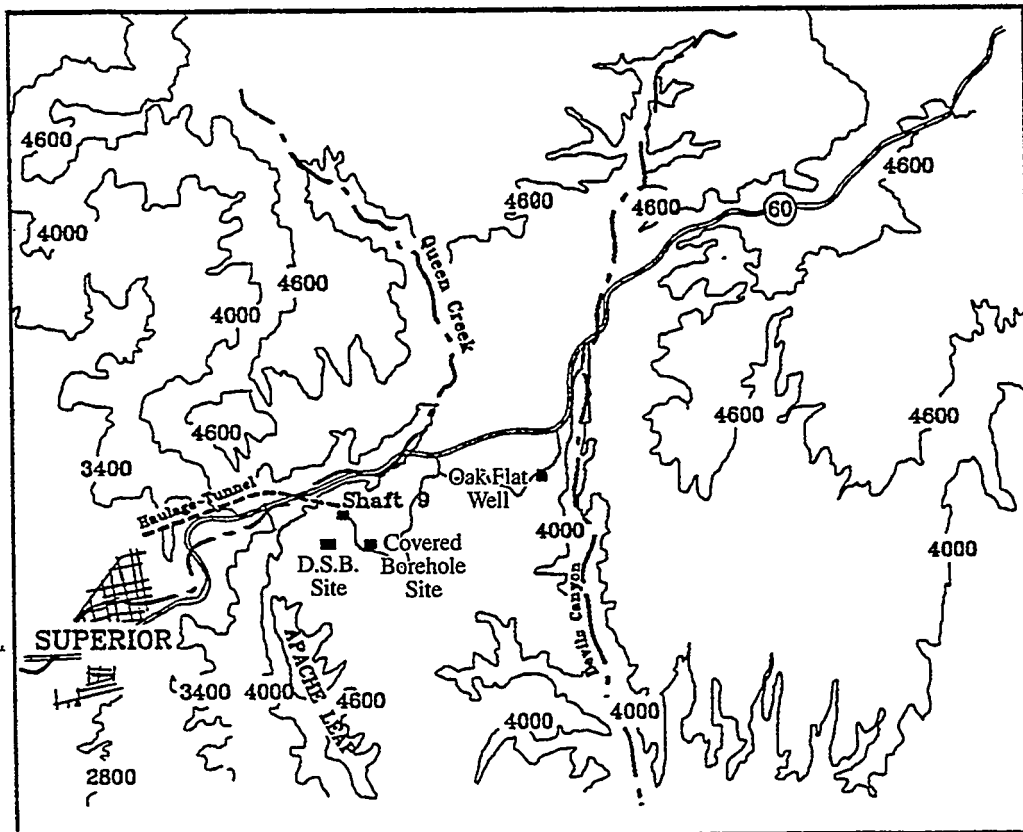 4600
4600
60
4600
4600
4600
4000
Queen Creek
4600
4000
4600
4600
4600
3400
Oak Flat
Well
Haulage Tunnel
Shaft 9
4000
Covered
Borehole
Site
D.S.B.
Site
4000
Devils Canyon
SUPERIOR
APACHE LEAP
3400
4000
4600
4000
4000
2800